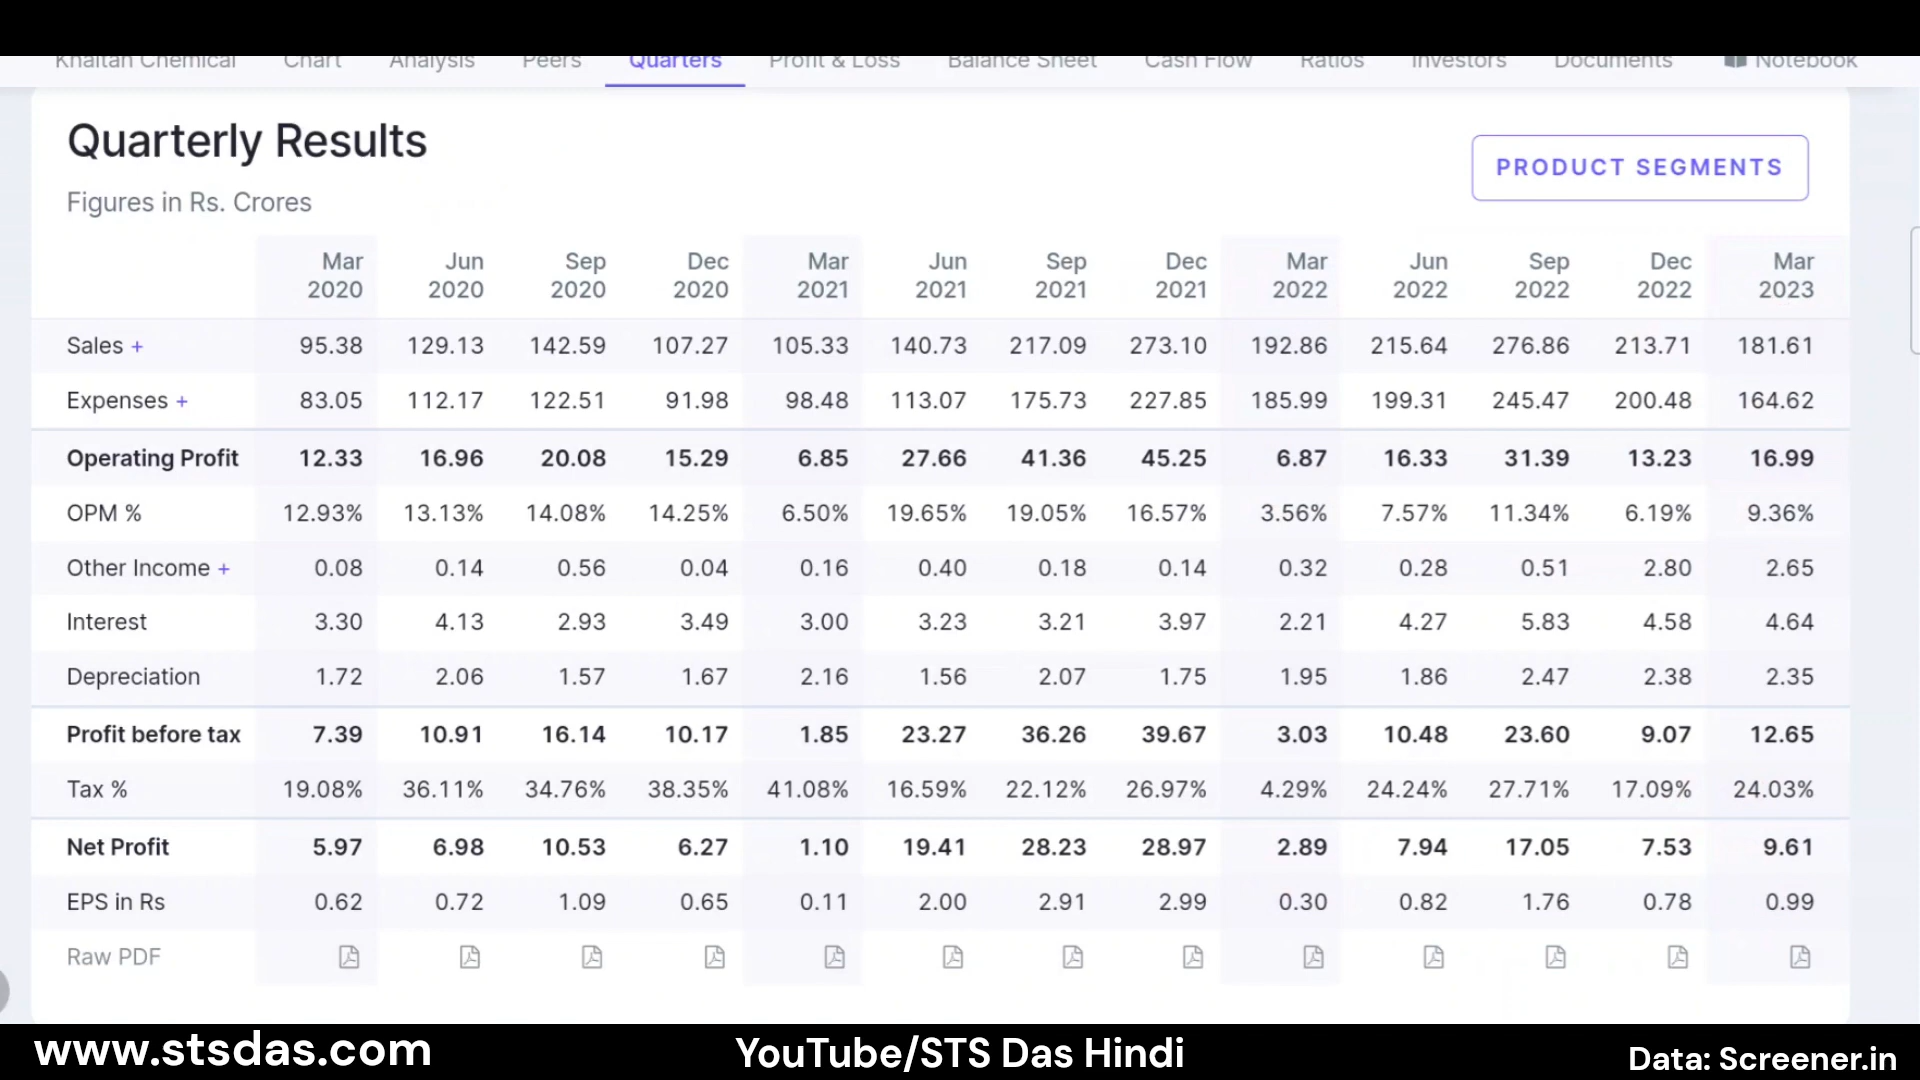 Khaitan Chemical Chart Analysis Peers Quarters Profit & Loss Balance Sheet Cash Flow Ratios Investors Documents Notebook
Quarterly Results
PRODUCT SEGMENTS
Figures in Rs. Crores
Mar 2020 Jun 2020 Sep 2020 Dec 2020 Mar 2021 Jun 2021 Sep 2021 Dec 2021 Mar 2022 Jun 2022 Sep 2022 Dec 2022 Mar 2023
Sales + 95.38 129.13 142.59 107.27 105.33 140.73 217.09 273.10 192.86 215.64 276.86 213.71 181.61
Expenses + 83.05 112.17 122.51 91.98 98.48 113.07 175.73 227.85 185.99 199.31 245.47 200.48 164.62
Operating Profit 12.33 16.96 20.08 15.29 6.85 27.66 41.36 45.25 6.87 16.33 31.39 13.23 16.99
OPM % 12.93% 13.13% 14.08% 14.25% 6.50% 19.65% 19.05% 16.57% 3.56% 7.57% 11.34% 6.19% 9.36%
Other Income + 0.08 0.14 0.56 0.04 0.16 0.40 0.18 0.14 0.32 0.28 0.51 2.80 2.65
Interest 3.30 4.13 2.93 3.49 3.00 3.23 3.21 3.97 2.21 4.27 5.83 4.58 4.64
Depreciation 1.72 2.06 1.57 1.67 2.16 1.56 2.07 1.75 1.95 1.86 2.47 2.38 2.35
Profit before tax 7.39 10.91 16.14 10.17 1.85 23.27 36.26 39.67 3.03 10.48 23.60 9.07 12.65
Tax % 19.08% 36.11% 34.76% 38.35% 41.08% 16.59% 22.12% 26.97% 4.29% 24.24% 27.71% 17.09% 24.03%
Net Profit 5.97 6.98 10.53 6.27 1.10 19.41 28.23 28.97 2.89 7.94 17.05 7.53 9.61
EPS in Rs 0.62 0.72 1.09 0.65 0.11 2.00 2.91 2.99 0.30 0.82 1.76 0.78 0.99
Raw PDF
www.stsdas.com YouTube/STS Das Hindi Data: Screener.in